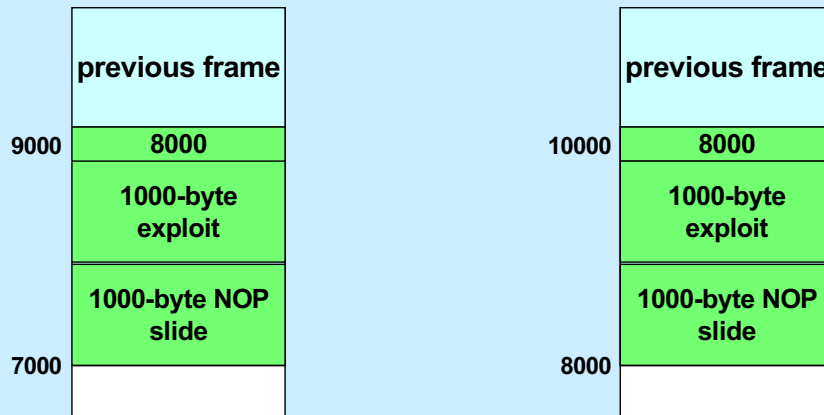 previous frame
9000
8000
1000-byte
exploit
1000-byte NOP
slide
7000
previous frame
10000
8000
1000-byte
exploit
1000-byte NOP
slide
8000